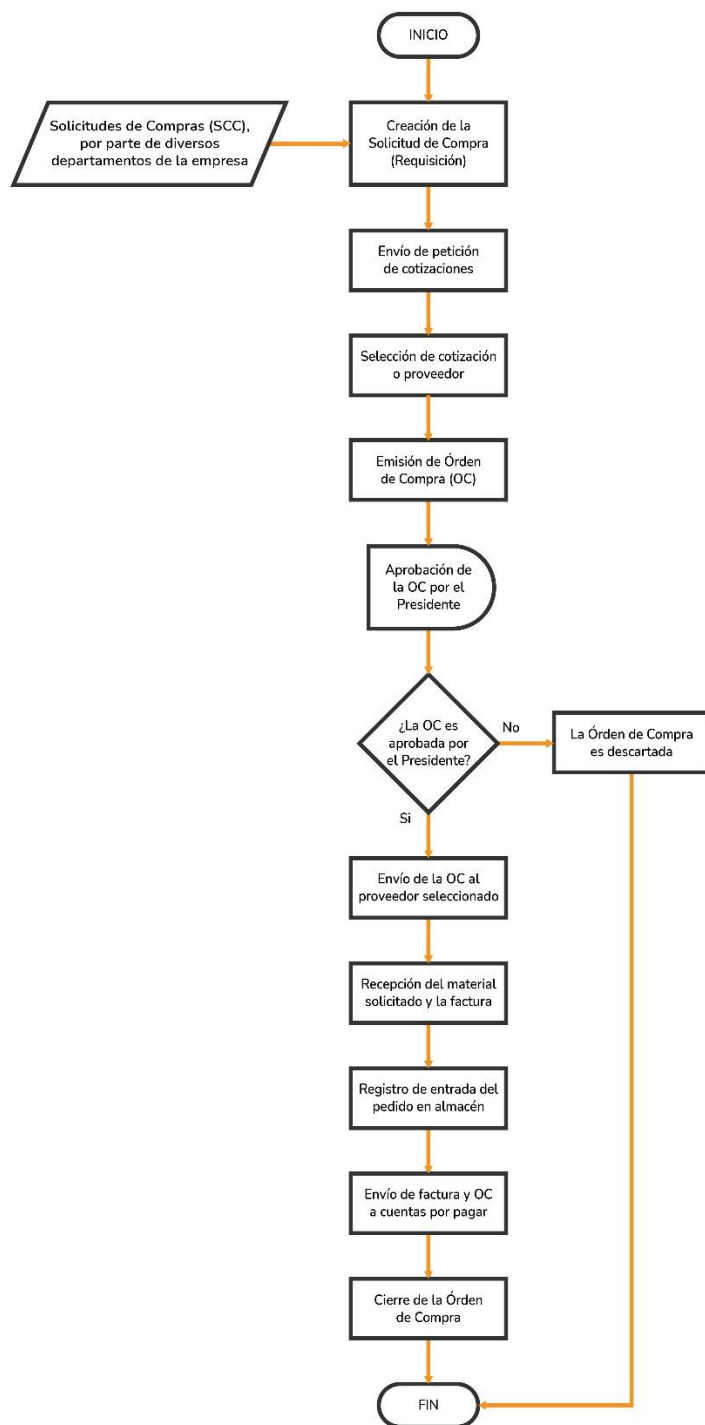 INICIO
Solicitudes de Compras (SCC),
por parte de diversos
departamentos de la empresa
Creación de la
Solicitud de Compra
(Requisición)
Envío de petición
de cotizaciones
Selección de cotización
o proveedor
Emisión de Órden
de Compra (OC)
Aprobación de
la OC por el
Presidente
¿La OC es
aprobada por
el Presidente?
No
La Órden de Compra
es descartada
Si
Envío de la OC al
proveedor seleccionado
Recepción del material
solicitado y la factura
Registro de entrada del
pedido en almacén
Envío de factura y OC
a cuentas por pagar
Cierre de la Órden
de Compra
FIN